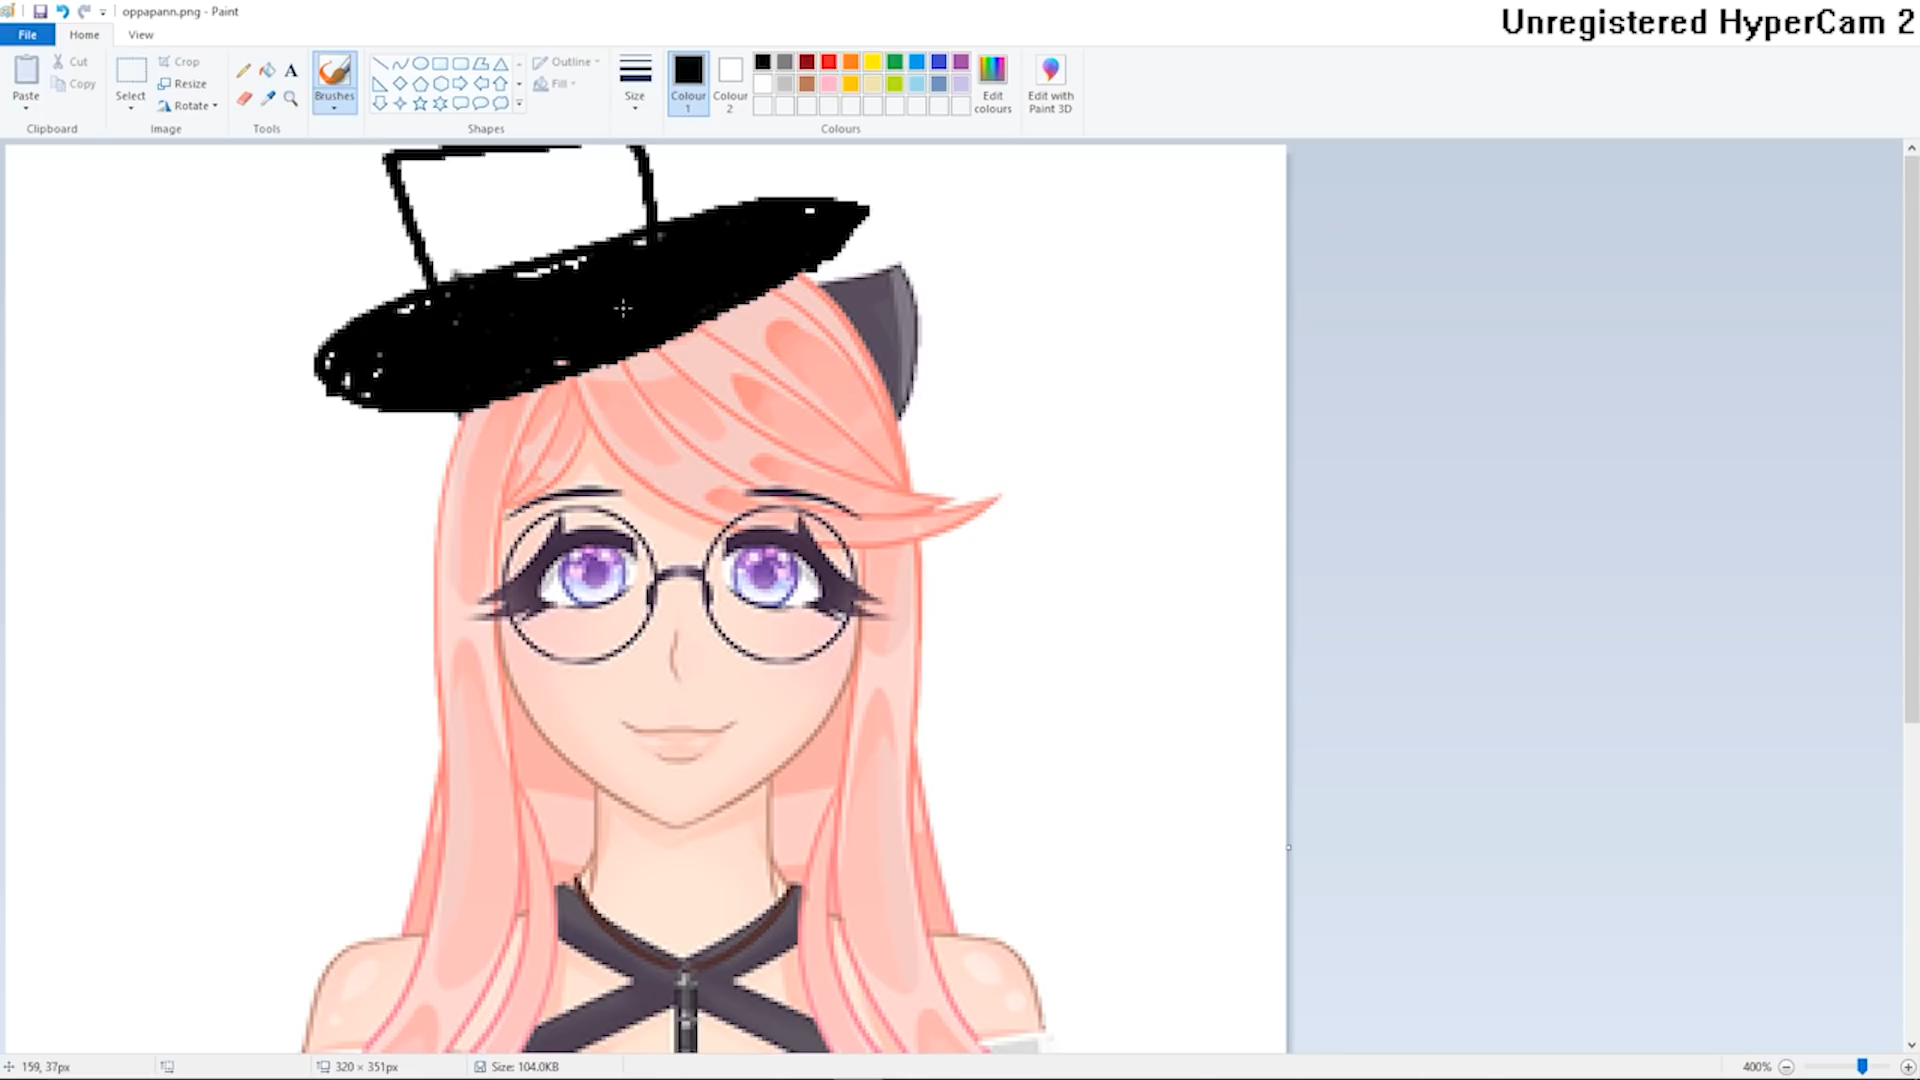 oppapann.png - Paint
Unregistered HyperCam 2
File Home View
Cut
Copy
Paste
Clipboard
Crop
Resize
Rotate
Select
Image
A
Tools
Brushes
Outline
Fill
Shapes
Size
Colour 1
Colour 2
Edit colours
Edit with Paint 3D
Colours
159, 37px
320 × 351px
Size: 104.0KB
400%